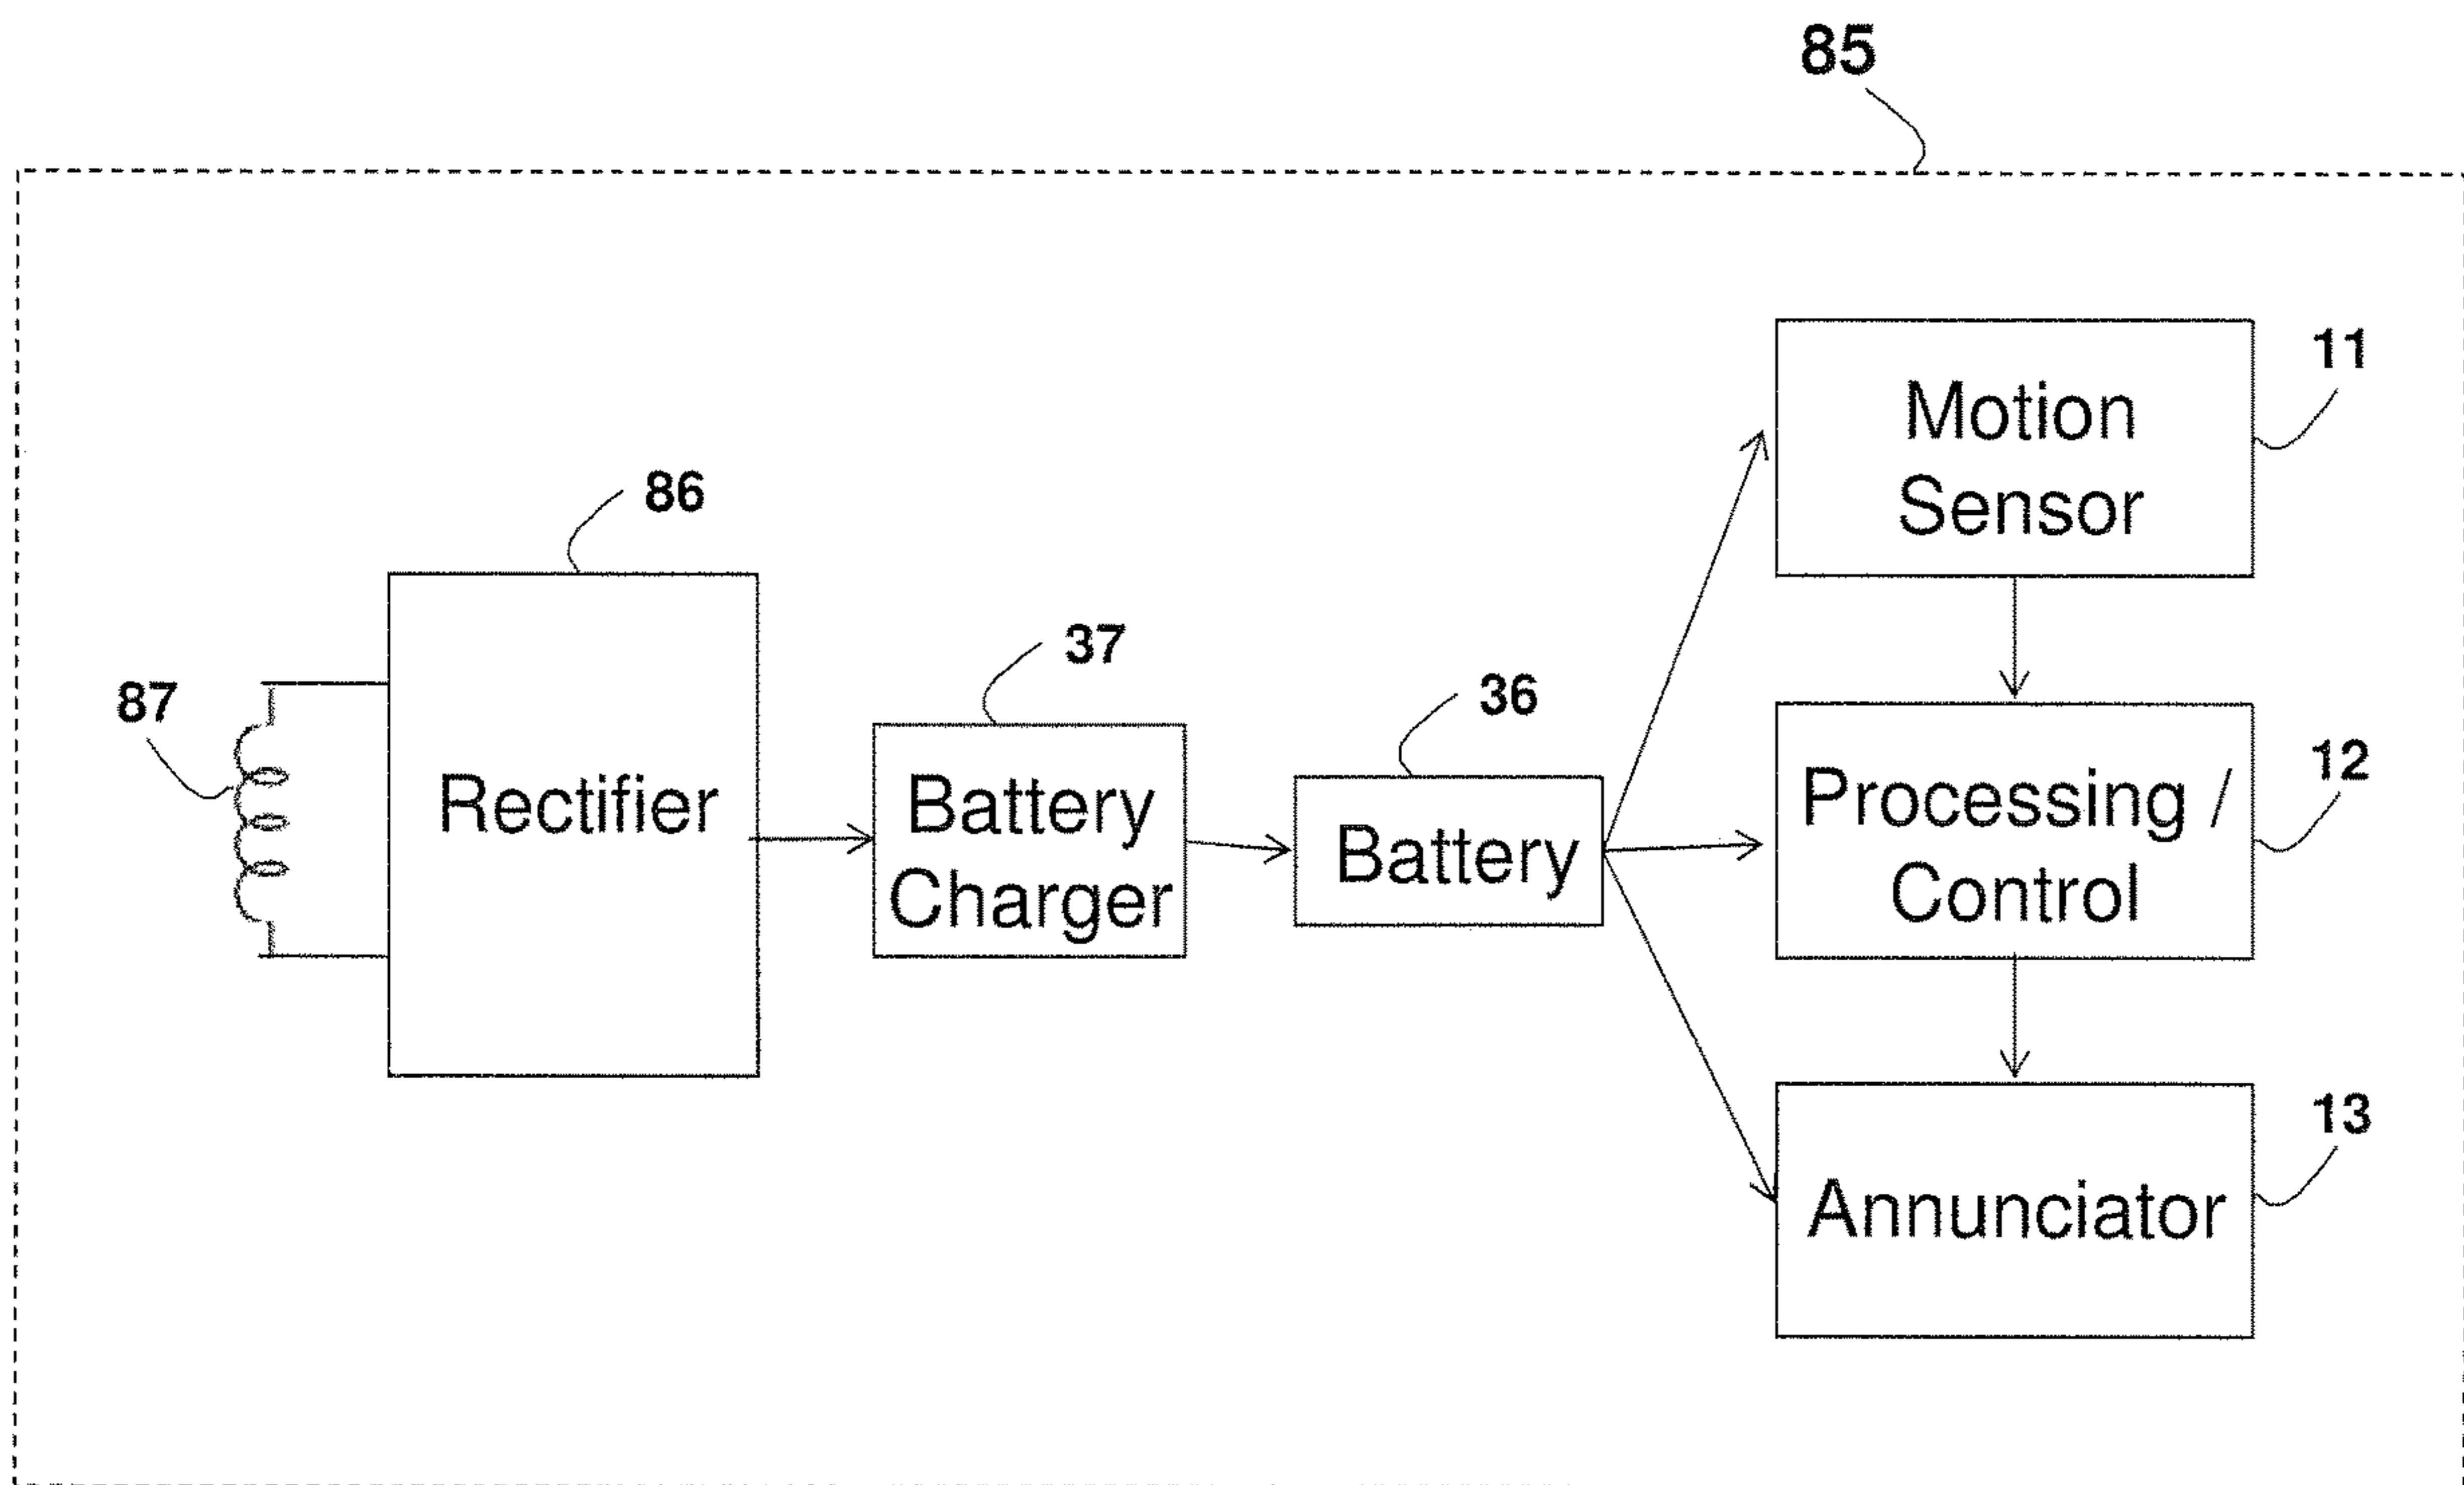 85
11
Motion
Sensor
86
37
36
87
12
Rectifier
Battery
Charger
Battery
Processing /
Control
13
Annunciator